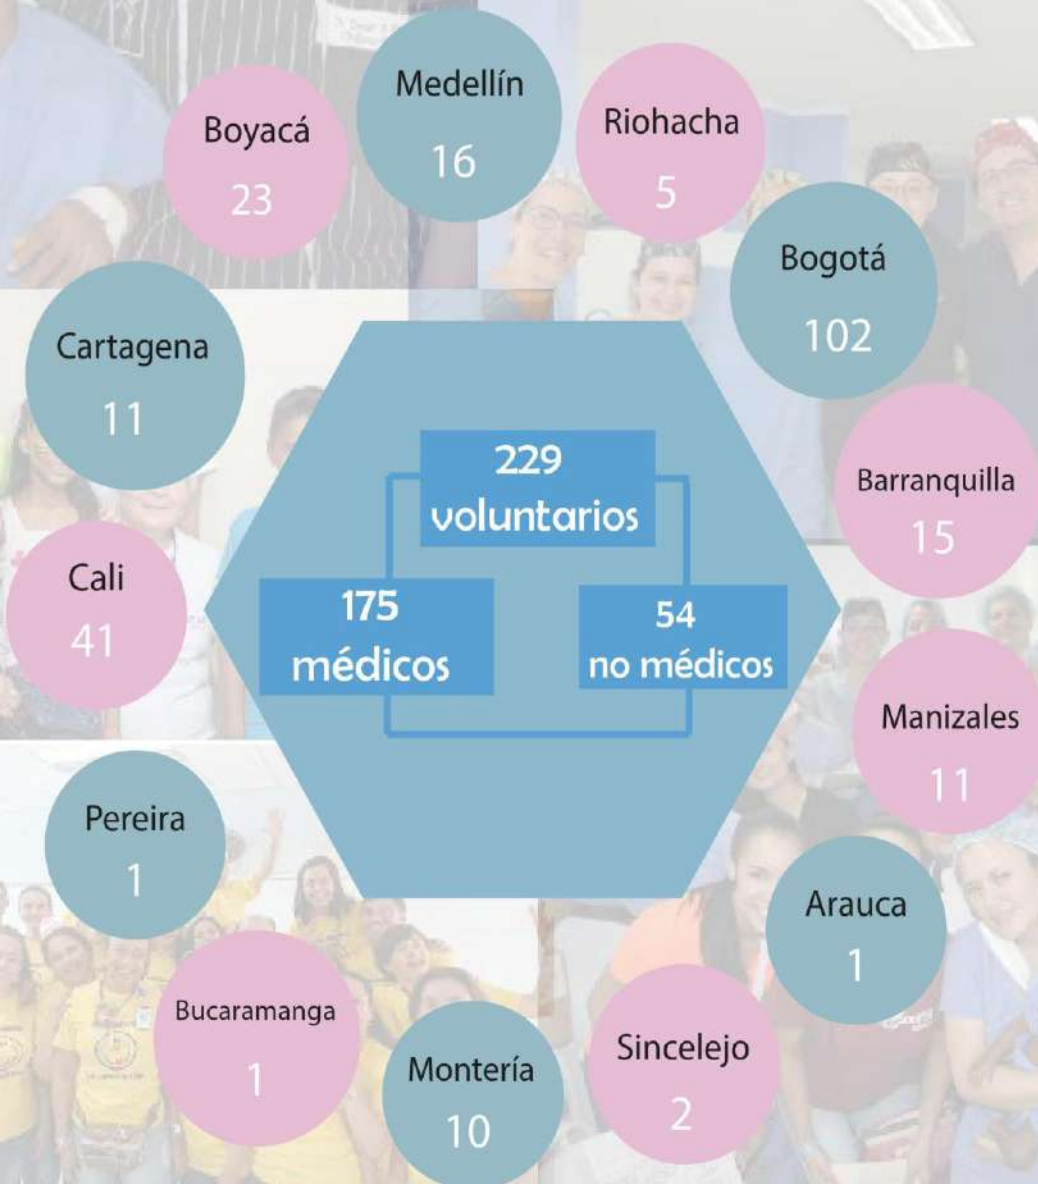 Medellín
16
Boyacá
23
Riohacha
5
Bogotá
102
Cartagena
11
229
voluntarios
175
médicos
54
no médicos
Barranquilla
15
Cali
41
Manizales
11
Pereira
1
Arauca
1
Bucaramanga
1
Montería
10
Sincelejo
2